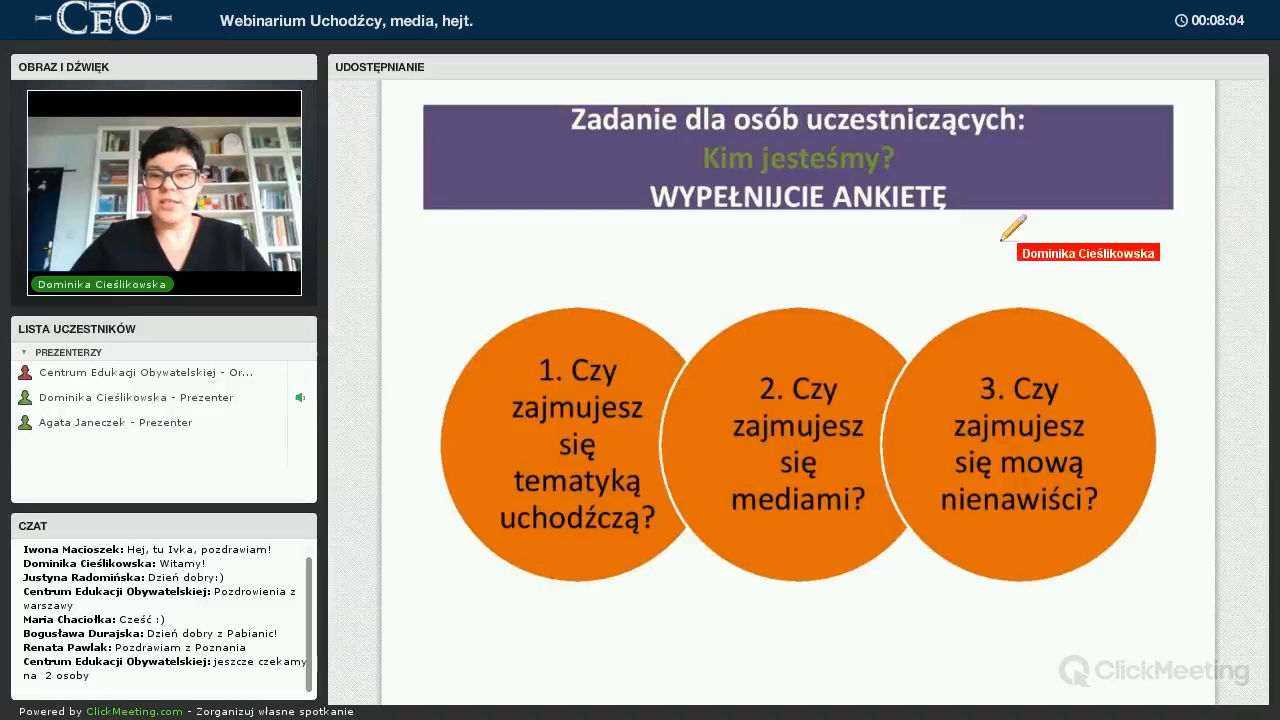 CEO
Webinarium Uchodźcy, media, hejt.
00:08:04
OBRAZ I DŹWIĘK
Dominika Cieślikowska
LISTA UCZESTNIKÓW
PREZENTERZY
Centrum Edukacji Obywatelskiej - Or...
Dominika Cieślikowska - Prezenter
Agata Janeczek - Prezenter
CZAT
Iwona Macioszek: Hej, tu Ivka, pozdrawiam!
Dominika Cieślikowska: Witamy!
Justyna Radomińska: Dzień dobry:)
Centrum Edukacji Obywatelskiej: Pozdrowienia z
warszawy
Maria Chaciołka: Cześć :)
Bogusława Durajska: Dzień dobry z Pabianic!
Renata Pawlak: Pozdrawiam z Poznania
Centrum Edukacji Obywatelskiej: jeszcze czekamy
na 2 osoby
UDOSTĘPNIANIE
Zadanie dla osób uczestniczących:
Kim jesteśmy?
WYPEŁNIJCIE ANKIETĘ
Dominika Cieślikowska
1. Czy
zajmujesz
się
tematyką
uchodźczą?
2. Czy
zajmujesz
się
mediami?
3. Czy
zajmujesz
się mową
nienawiści?
ClickMeeting
Powered by ClickMeeting.com - Zorganizuj własne spotkanie